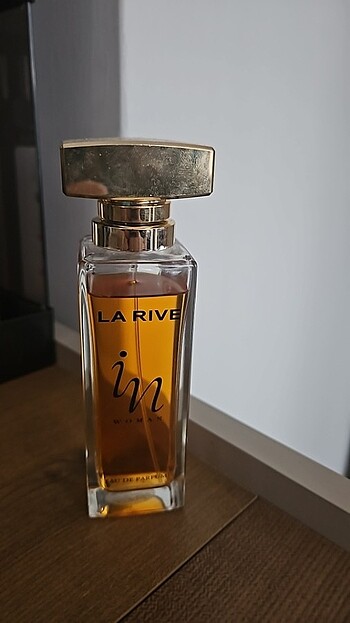 LA RIVE
in
WOMAN
EAU DE PARFUM